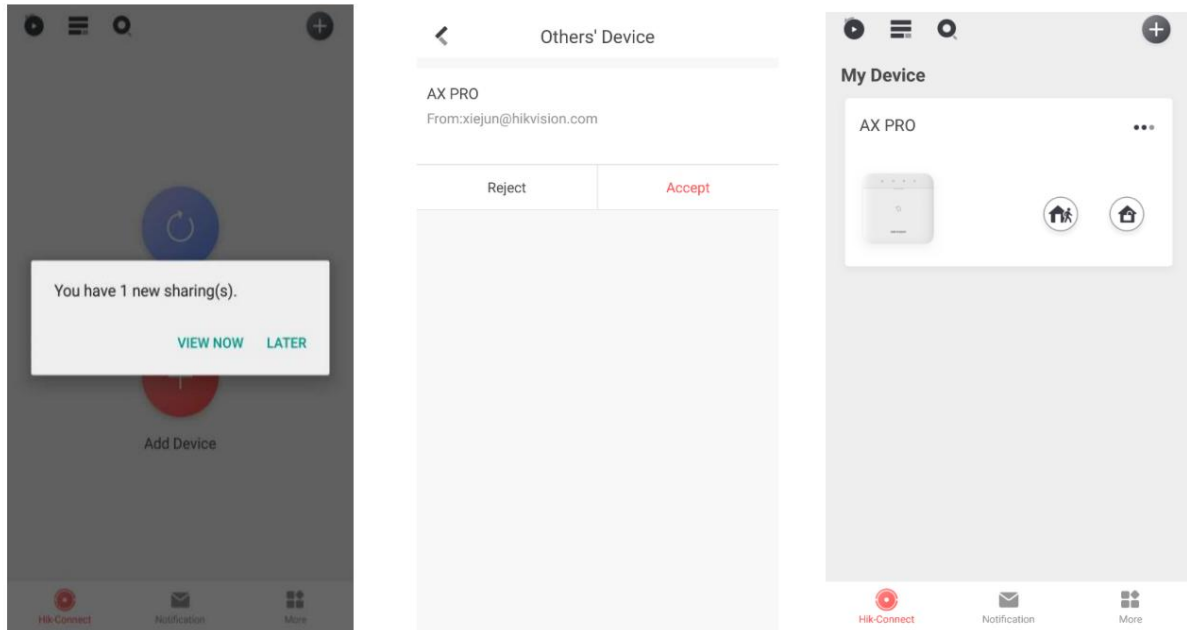 You have 1 new sharing(s).
VIEW NOW LATER
Add Device
Hik-Connect Notification More
Others' Device
AX PRO
From:xiejun@hikvision.com
Reject Accept
My Device
AX PRO
Hik-Connect Notification More